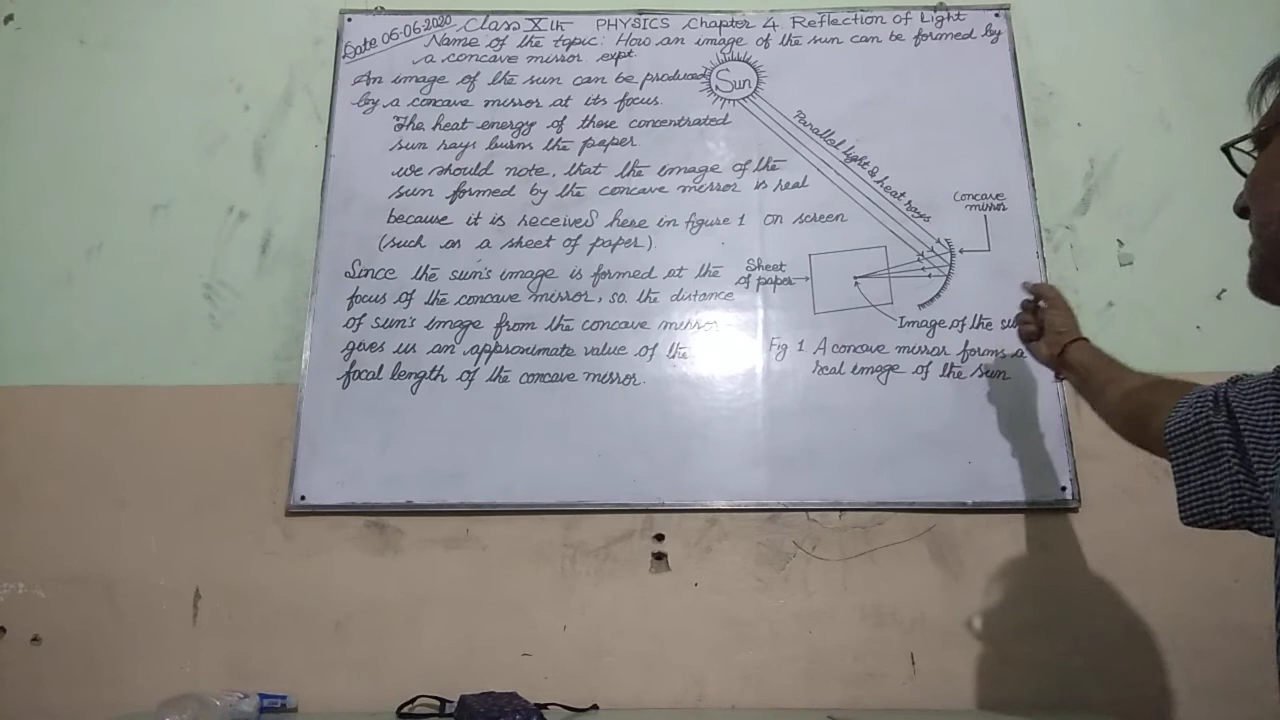 Date 05-06-2020 Class Xth PHYSICS Chapter 4 Reflection of Light
Name of the topic: How an image of the sun can be formed by
a concave mirror expt.
An image of the sun can be produced
by a concave mirror at its focus.
The heat energy of these concentrated
sun rays burns the paper.
we should note, that the image of the
sun formed by the concave mirror is real
because it is received here in figure 1 on screen
(such as a sheet of paper).
Since the sun's image is formed at the
focus of the concave mirror, so the distance
of sun's image from the concave mirror
gives us an approximate value of the
focal length of the concave mirror.
Sun
Parallel light & heat rays
Concave
mirror
Sheet
of paper
Image of the
Fig 1 A concave mirror forms a
real image of the sun